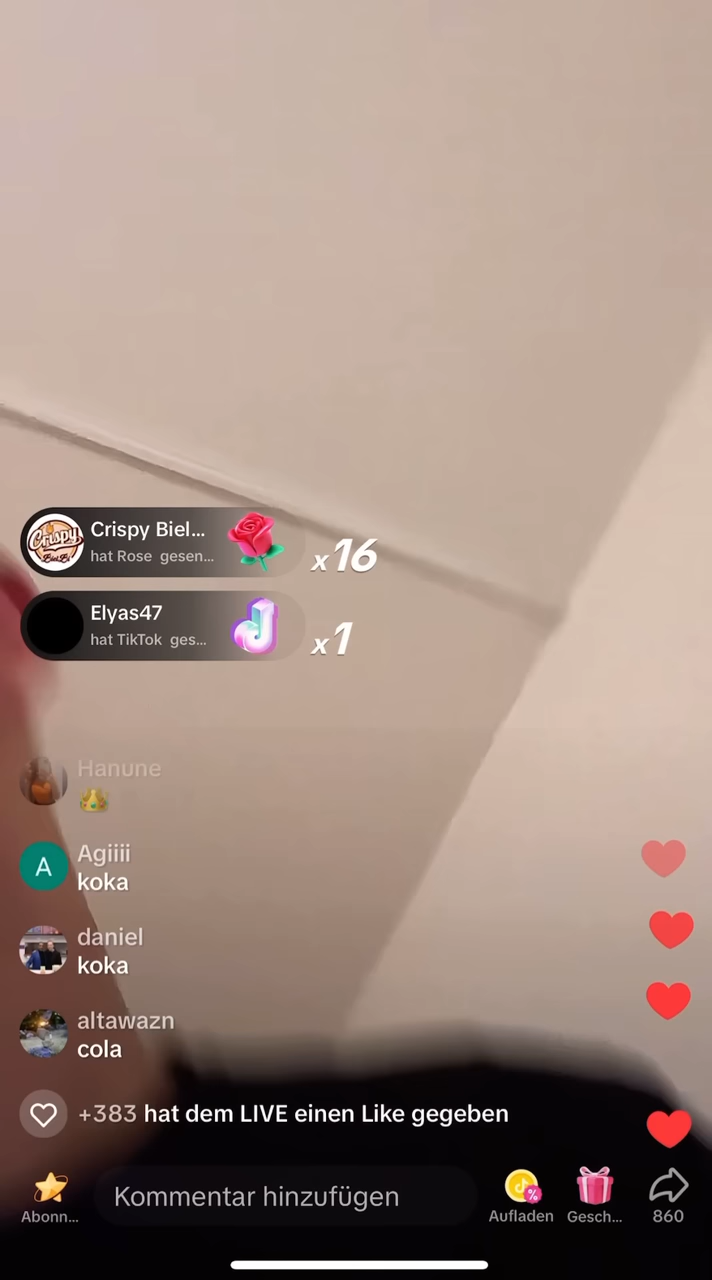 Crispy Biel...
hat Rose gesen...
x16
Crispy
Elyas47
hat TikTok ges...
x1
Hanune
Agiiii
A
koka
daniel
koka
altawazn
cola
+383 hat dem LIVE einen Like gegeben
Abonn...
Kommentar hinzufügen
%
Aufladen
Gesch...
860